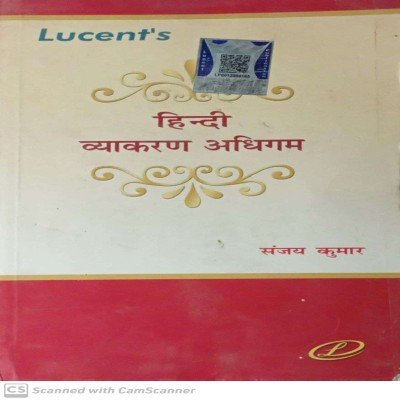 Lucent's
हिन्दी
व्याकरण अधिगम
संजय कुमार
CS Scanned with CamScanner